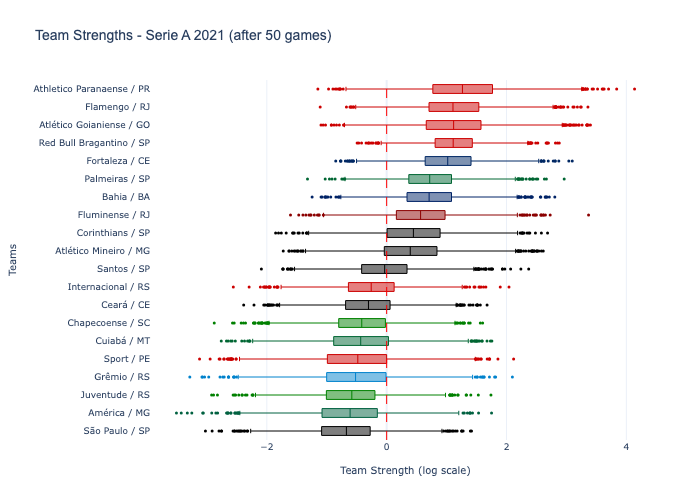 Team Strengths - Serie A 2021 (after 50 games)
Athletico Paranaense / PR
Flamengo / RJ
Atlético Goianiense / GO
Red Bull Bragantino / SP
Fortaleza / CE
Palmeiras / SP
Bahia / BA
Fluminense / RJ
Corinthians / SP
Atlético Mineiro / MG
Santos / SP
Internacional / RS
Ceará / CE
Chapecoense / SC
Cuiabá / MT
Sport / PE
Grêmio / RS
Juventude / RS
América / MG
São Paulo / SP
Teams
−2 0 2 4
Team Strength (log scale)